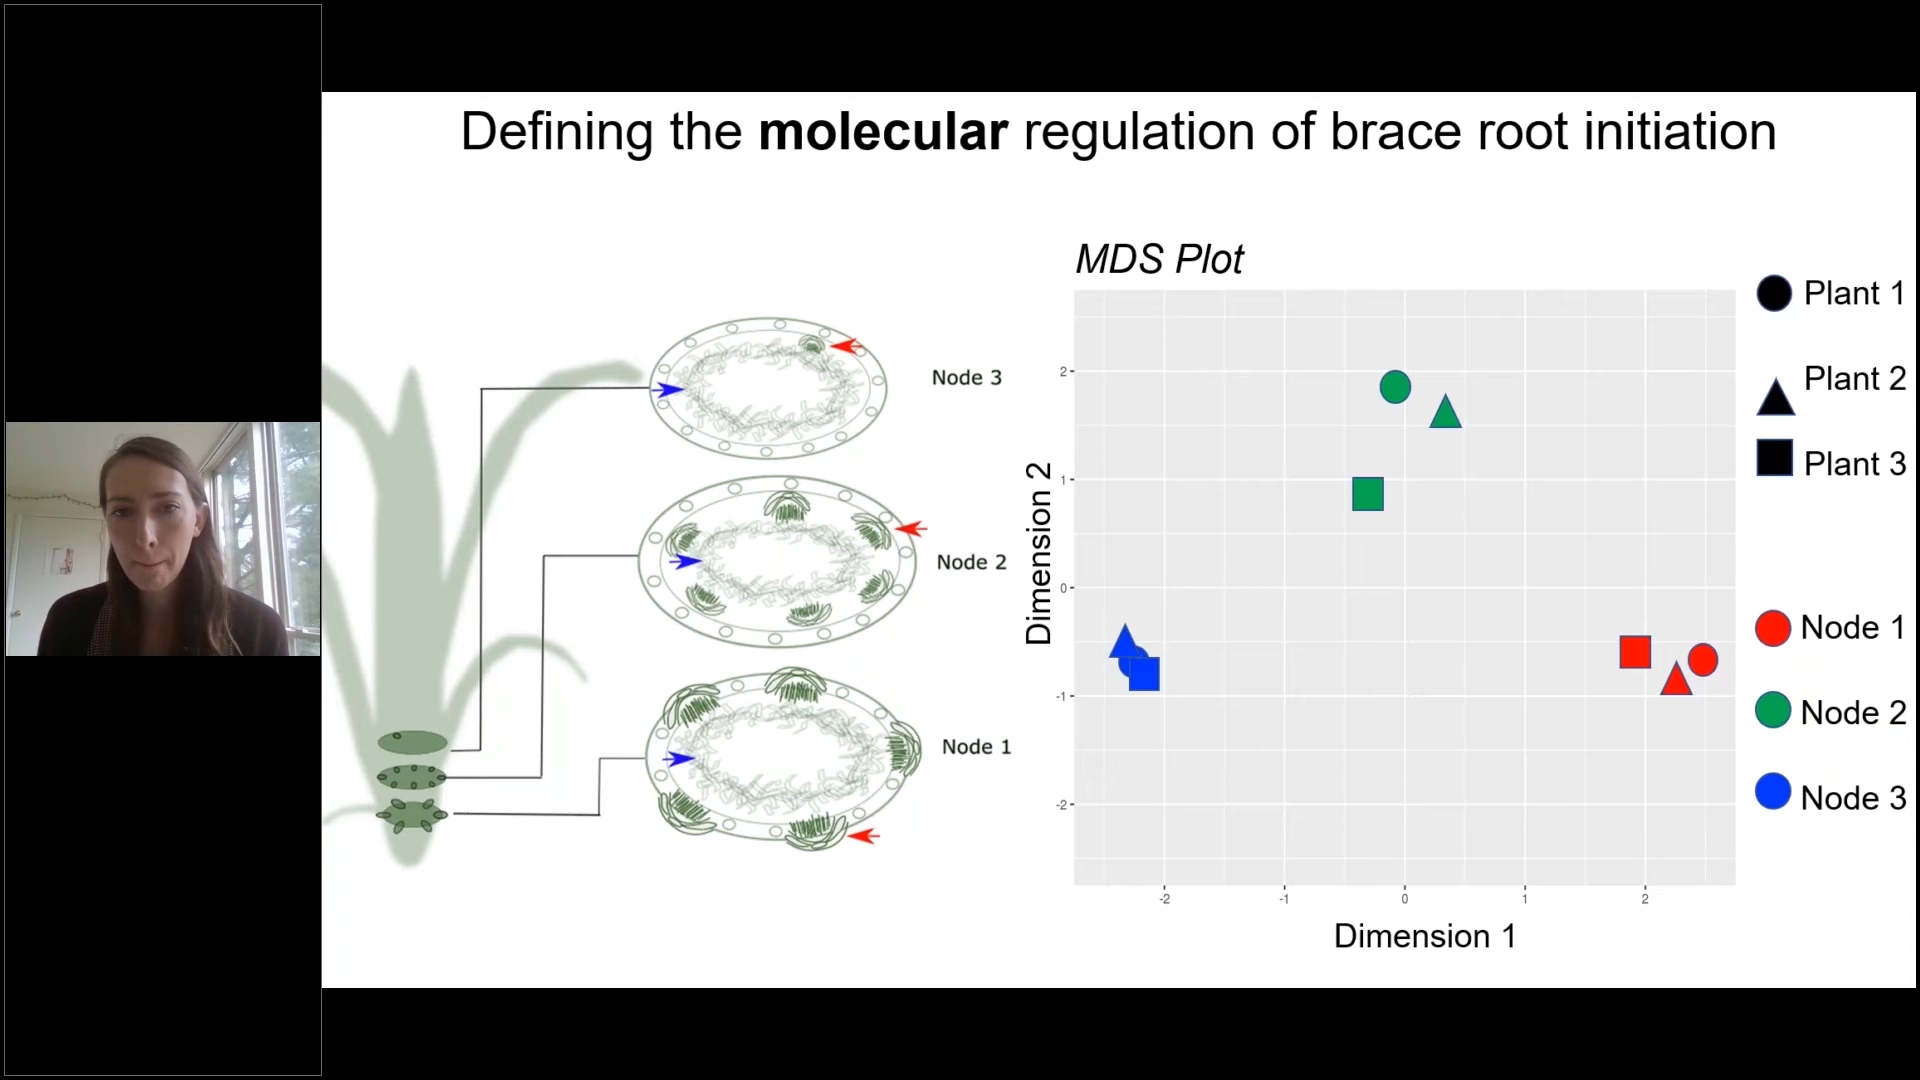 Defining the molecular regulation of brace root initiation
Node 3
Node 2
Node 1
MDS Plot
Dimension 2
2
1
0
-1
-2
-2
-1
0
1
2
Dimension 1
Plant 1
Plant 2
Plant 3
Node 1
Node 2
Node 3